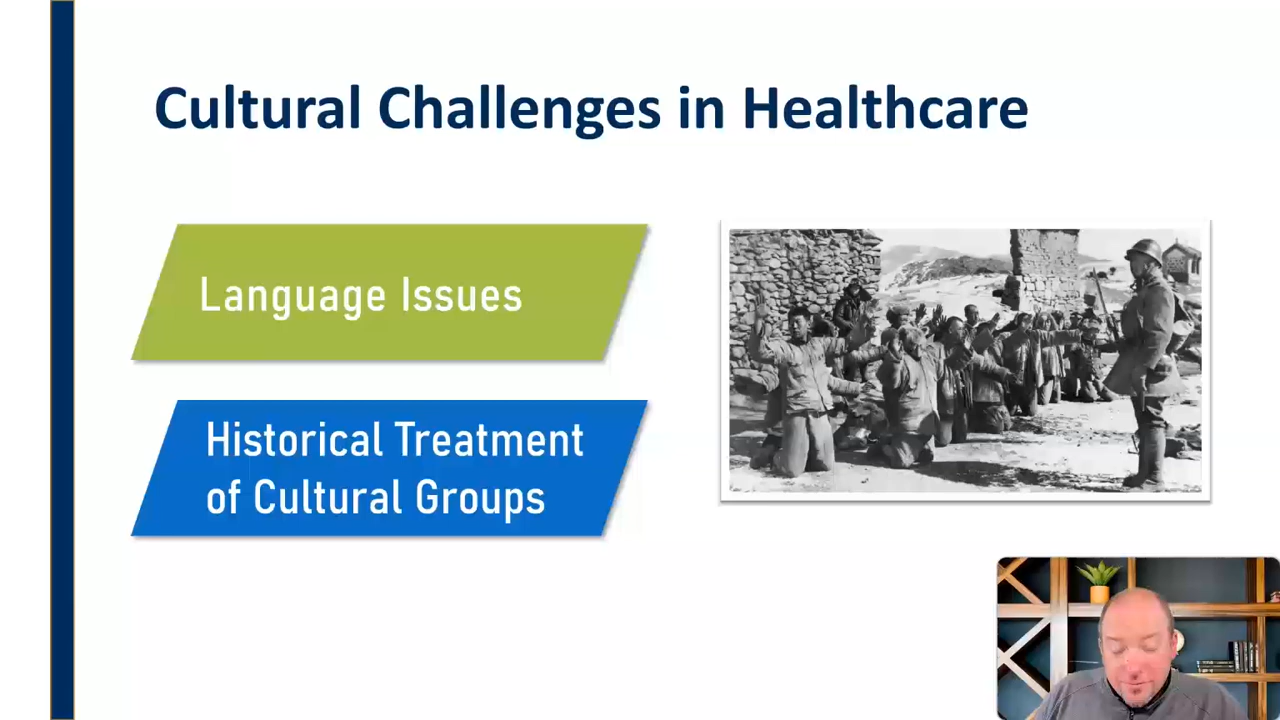 Cultural Challenges in Healthcare
Language Issues
Historical Treatment
of Cultural Groups